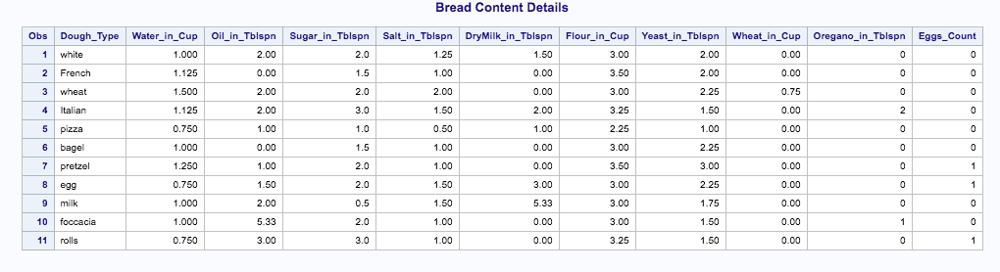 Bread Content Details
Obs Dough_Type Water_in_Cup Oil_in_Tblspn Sugar_in_Tblspn Salt_in_Tblspn DryMilk_in_Tblspn Flour_in_Cup Yeast_in_Tblspn Wheat_in_Cup Oregano_in_Tblspn Eggs_Count
1 white 1.000 2.00 2.0 1.25 1.50 3.00 2.00 0.00 0 0
2 French 1.125 0.00 1.5 1.00 0.00 3.50 2.00 0.00 0 0
3 wheat 1.500 2.00 2.0 2.00 0.00 3.00 2.25 0.75 0 0
4 Italian 1.125 2.00 3.0 1.50 2.00 3.25 1.50 0.00 2 0
5 pizza 0.750 1.00 1.0 0.50 1.00 2.25 1.00 0.00 0 0
6 bagel 1.000 0.00 1.5 1.00 0.00 3.00 2.25 0.00 0 0
7 pretzel 1.250 1.00 2.0 1.00 0.00 3.50 3.00 0.00 0 1
8 egg 0.750 1.50 2.0 1.50 3.00 3.00 2.25 0.00 0 1
9 milk 1.000 2.00 0.5 1.50 5.33 3.00 1.75 0.00 0 0
10 foccacia 1.000 5.33 2.0 1.00 0.00 3.00 1.50 0.00 1 0
11 rolls 0.750 3.00 3.0 1.00 0.00 3.25 1.50 0.00 0 1